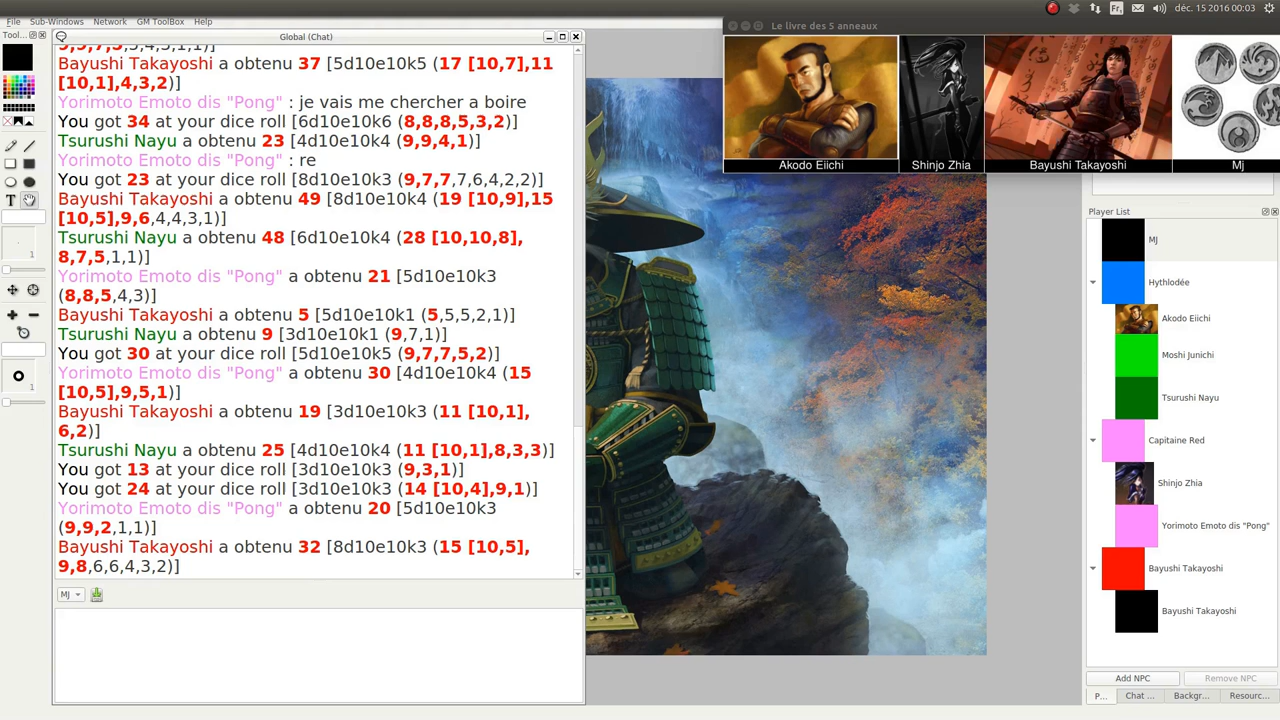 déc. 15 2016 00:03
Fr₁
File Sub-Windows Network GM ToolBox Help
Le livre des 5 anneaux
Tool...
Global (Chat)
Bayushi Takayoshi a obtenu 37 [5d10e10k5 (17 [10,7],11
[10,1],4,3,2)]
Yorimoto Emoto dis "Pong" : je vais me chercher a boire
You got 34 at your dice roll [6d10e10k6 (8,8,8,5,3,2)]
Tsurushi Nayu a obtenu 23 [4d10e10k4 (9,9,4,1)]
Yorimoto Emoto dis "Pong" : re
You got 23 at your dice roll [8d10e10k3 (9,7,7,7,6,4,2,2)]
Bayushi Takayoshi a obtenu 49 [8d10e10k4 (19 [10,9],15
[10,5],9,6,4,4,3,1)]
Tsurushi Nayu a obtenu 48 [6d10e10k4 (28 [10,10,8],
8,7,5,1,1)]
Yorimoto Emoto dis "Pong" a obtenu 21 [5d10e10k3
(8,8,5,4,3)]
Bayushi Takayoshi a obtenu 5 [5d10e10k1 (5,5,5,2,1)]
Tsurushi Nayu a obtenu 9 [3d10e10k1 (9,7,1)]
You got 30 at your dice roll [5d10e10k5 (9,7,7,5,2)]
Yorimoto Emoto dis "Pong" a obtenu 30 [4d10e10k4 (15
[10,5],9,5,1)]
Bayushi Takayoshi a obtenu 19 [3d10e10k3 (11 [10,1],
6,2)]
Tsurushi Nayu a obtenu 25 [4d10e10k4 (11 [10,1],8,3,3)]
You got 13 at your dice roll [3d10e10k3 (9,3,1)]
You got 24 at your dice roll [3d10e10k3 (14 [10,4],9,1)]
Yorimoto Emoto dis "Pong" a obtenu 20 [5d10e10k3
(9,9,2,1,1)]
Bayushi Takayoshi a obtenu 32 [8d10e10k3 (15 [10,5],
9,8,6,6,4,3,2)]
MJ
T
1
1
Akodo Eiichi
Shinjo Zhia
Bayushi Takayoshi
Mj
Player List
MJ
Hythlodée
Akodo Eiichi
Moshi Junichi
Tsurushi Nayu
Capitaine Red
Shinjo Zhia
Yorimoto Emoto dis "Pong"
Bayushi Takayoshi
Bayushi Takayoshi
Add NPC Remove NPC
P... Chat ... Backgr... Resourc...